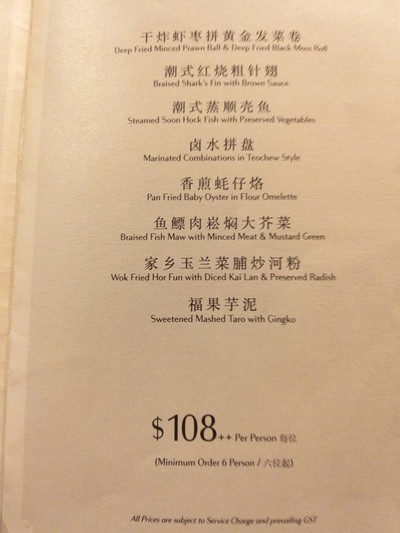 干炸虾枣拼黄金发菜卷
Deep Fried Minced Prawn Ball & Deep Fried Black Moss Roll
潮式红烧粗针翅
Braised Shark's Fin with Brown Sauce
潮式蒸顺壳鱼
Steamed Soon Hock Fish with Preserved Vegetables
卤水拼盘
Marinated Combinations in Teochew Style
香煎蚝仔烙
Pan Fried Baby Oyster in Flour Omelette
鱼鳔肉崧焖大芥菜
Braised Fish Maw with Minced Meat & Mustard Green
家乡玉兰菜脯炒河粉
Wok Fried Hor Fun with Diced Kai Lan & Preserved Radish
福果芋泥
Sweetened Mashed Taro with Gingko
$108++ Per Person 每位
(Minimum Order 6 Person / 六位起)
All Prices are subject to Service Charge and prevailing GST